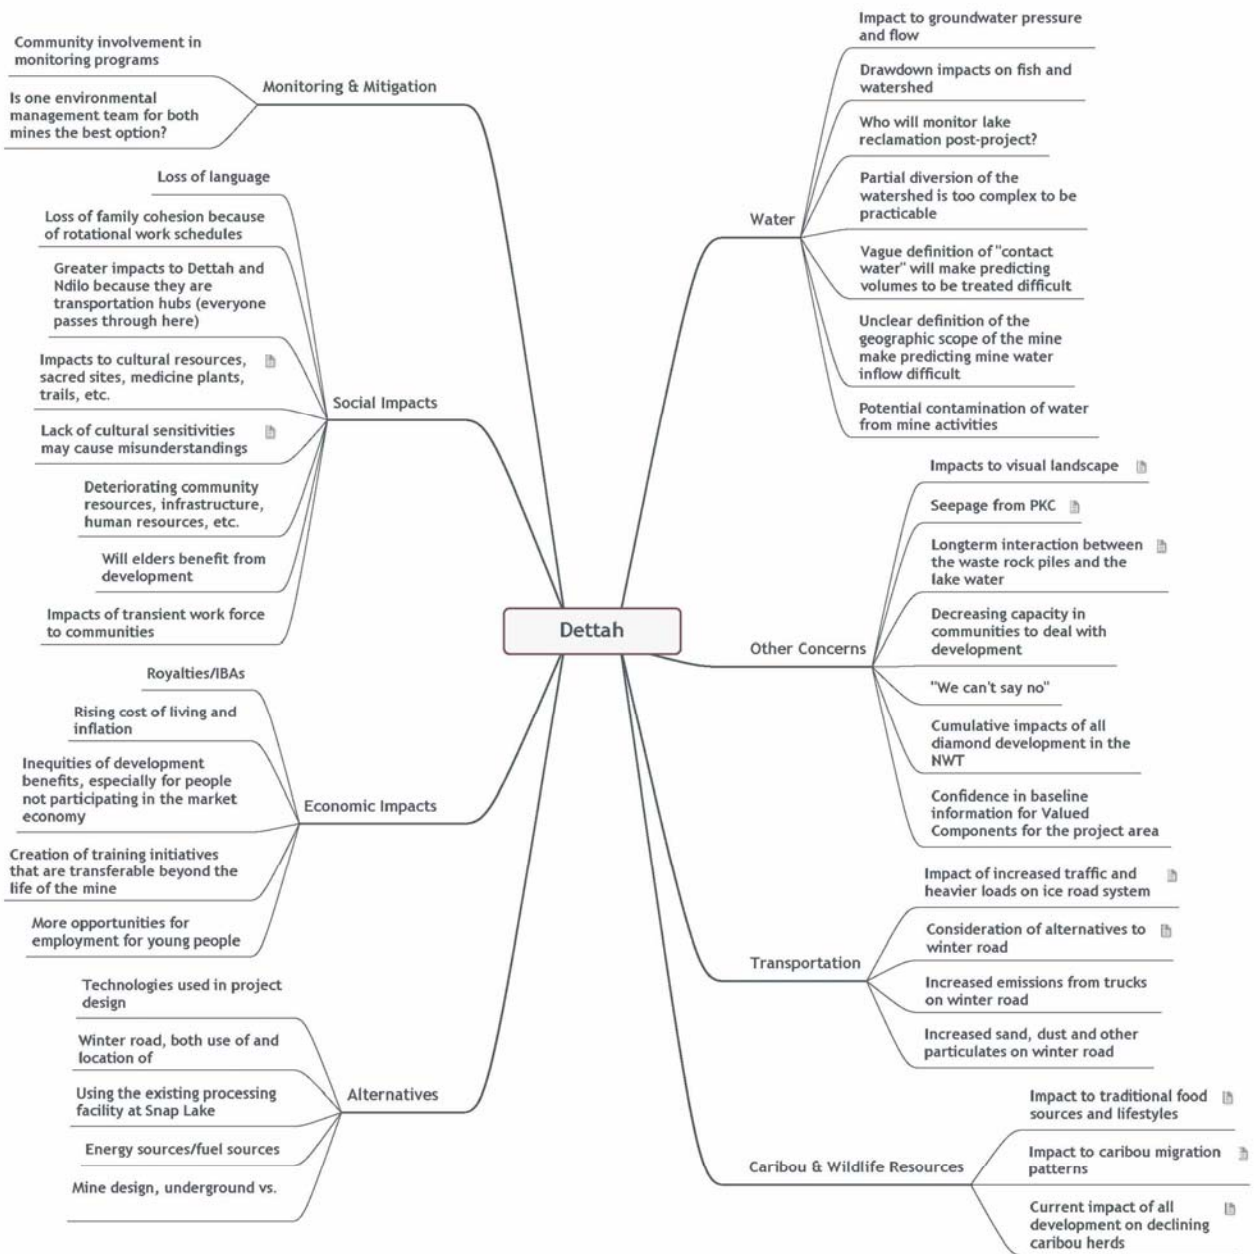 Community involvement in
monitoring programs
Is one environmental
management team for both
mines the best option?
Monitoring & Mitigation
Loss of language
Loss of family cohesion because
of rotational work schedules
Greater impacts to Dettah and
Ndilo because they are
transportation hubs (everyone
passes through here)
Impacts to cultural resources,
sacred sites, medicine plants,
trails, etc.
Lack of cultural sensitivities
may cause misunderstandings
Deteriorating community
resources, infrastructure,
human resources, etc.
Will elders benefit from
development
Impacts of transient work force
to communities
Social Impacts
Royalties/IBAs
Rising cost of living and
inflation
Inequities of development
benefits, especially for people
not participating in the market
economy
Creation of training initiatives
that are transferable beyond the
life of the mine
More opportunities for
employment for young people
Economic Impacts
Technologies used in project
design
Winter road, both use of and
location of
Using the existing processing
facility at Snap Lake
Energy sources/fuel sources
Mine design, underground vs.
Alternatives
Dettah
Water
Impact to groundwater pressure
and flow
Drawdown impacts on fish and
watershed
Who will monitor lake
reclamation post-project?
Partial diversion of the
watershed is too complex to be
practicable
Vague definition of "contact
water" will make predicting
volumes to be treated difficult
Unclear definition of the
geographic scope of the mine
make predicting mine water
inflow difficult
Potential contamination of water
from mine activities
Other Concerns
Impacts to visual landscape
Seepage from PKC
Longterm interaction between
the waste rock piles and the
lake water
Decreasing capacity in
communities to deal with
development
"We can't say no"
Cumulative impacts of all
diamond development in the
NWT
Confidence in baseline
information for Valued
Components for the project area
Transportation
Impact of increased traffic and
heavier loads on ice road system
Consideration of alternatives to
winter road
Increased emissions from trucks
on winter road
Increased sand, dust and other
particulates on winter road
Caribou & Wildlife Resources
Impact to traditional food
sources and lifestyles
Impact to caribou migration
patterns
Current impact of all
development on declining
caribou herds